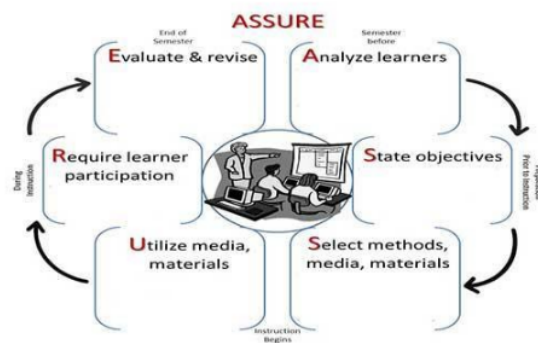 ASSURE
End of
Semester
Evaluate & revise
Semester
before
Analyze learners
During
Instruction
Require learner
participation
State objectives
Preparation
Prior to Instruction
Utilize media,
materials
Select methods,
media, materials
Instruction
Begins